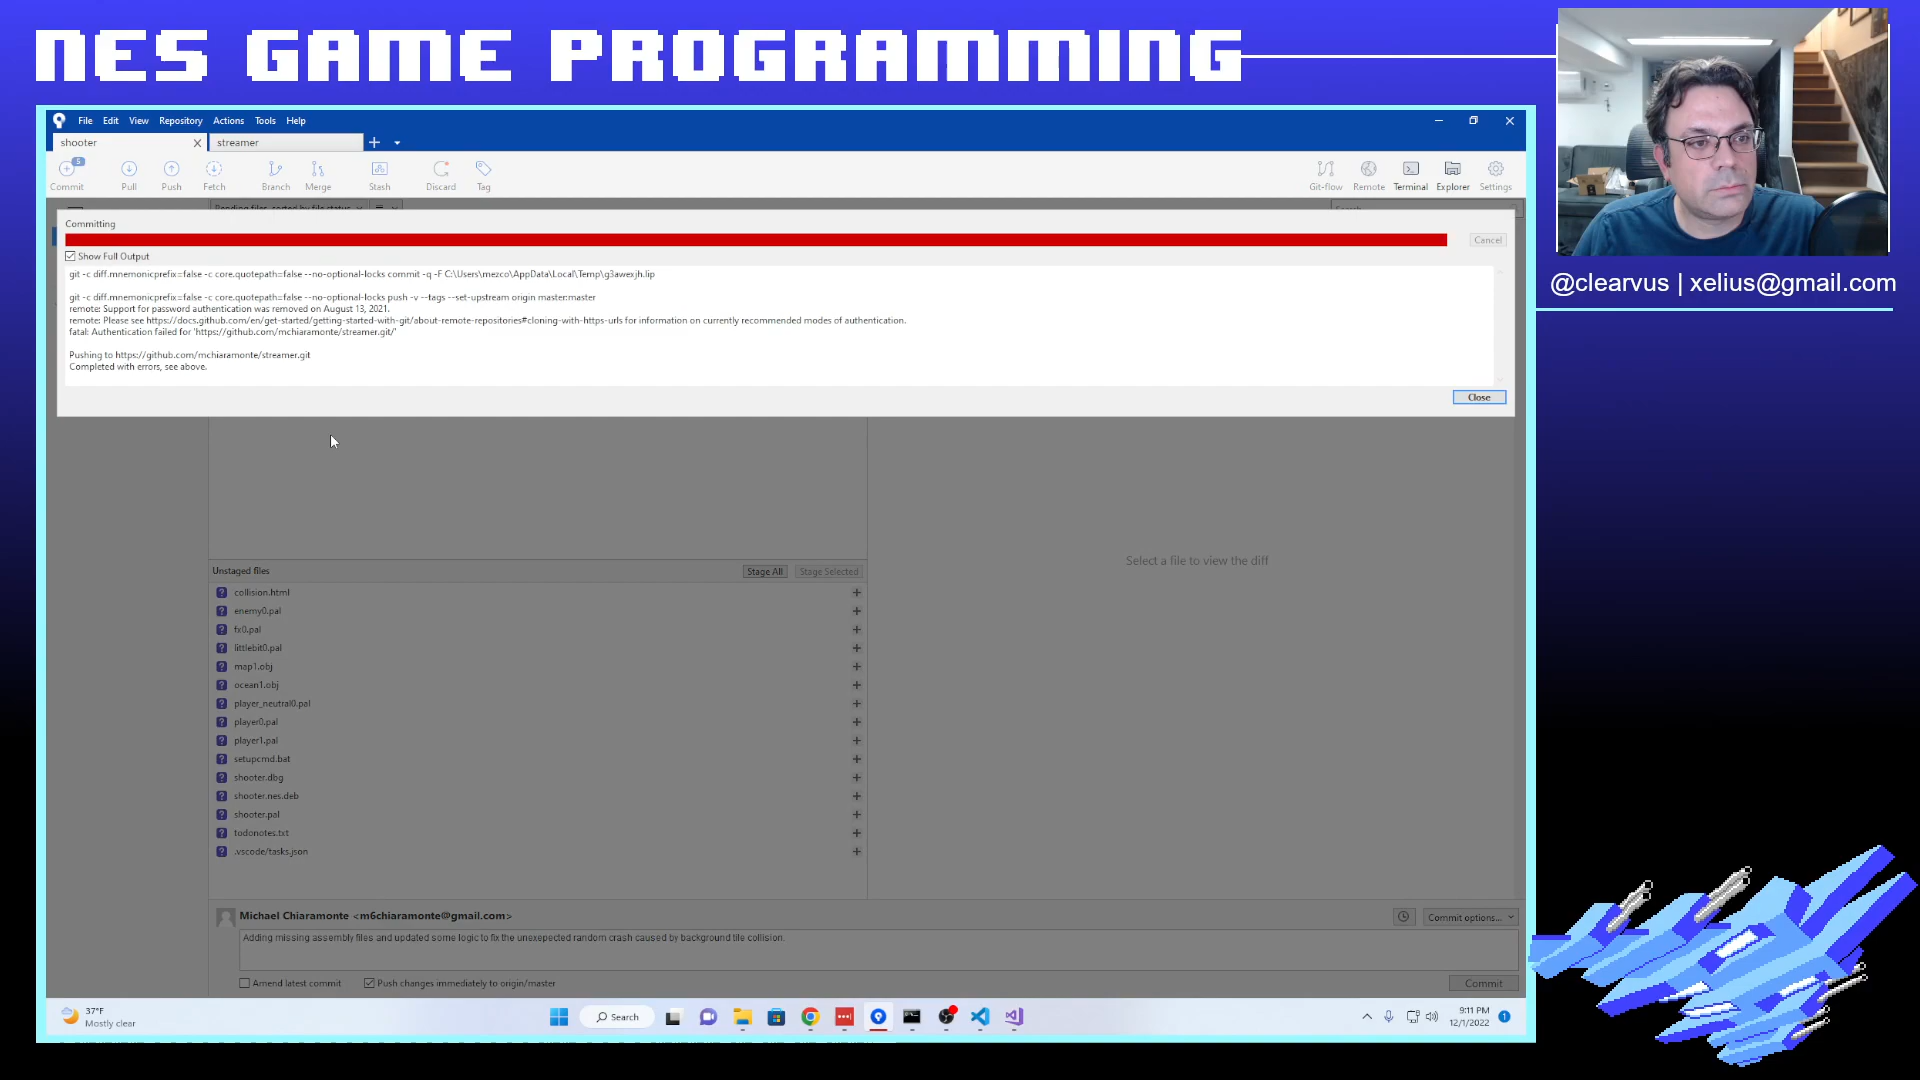 NES GAME PROGRAMMING
File Edit View Repository Actions Tools Help
shooter
streamer
5
Commit Pull Push Fetch Branch Merge Stash Discard Tag Git-flow Remote Terminal Explorer Settings
Pending files, sorted by file status
Search
Committing
Cancel
Show Full Output
git -c diff.mnemonicprefix=false -c core.quotepath=false --no-optional-locks commit -q -F C:\Users\mezco\AppData\Local\Temp\g3awexjh.lip
git -c diff.mnemonicprefix=false -c core.quotepath=false --no-optional-locks push -v --tags --set-upstream origin master:master
remote: Support for password authentication was removed on August 13, 2021.
remote: Please see https://docs.github.com/en/get-started/getting-started-with-git/about-remote-repositories#cloning-with-https-urls for information on currently recommended modes of authentication.
fatal: Authentication failed for 'https://github.com/mchiaramonte/streamer.git/'
Pushing to https://github.com/mchiaramonte/streamer.git
Completed with errors, see above.
Close
Select a file to view the diff
Unstaged files
Stage All Stage Selected
collision.html
enemy0.pal
fx0.pal
littlebit0.pal
map1.obj
ocean1.obj
player_neutral0.pal
player0.pal
player1.pal
setupcmd.bat
shooter.dbg
shooter.nes.deb
shooter.pal
todonotes.txt
.vscode/tasks.json
Michael Chiaramonte <m6chiaramonte@gmail.com>
Commit options...
Adding missing assembly files and updated some logic to fix the unexepected random crash caused by background tile collision.
Amend latest commit
Push changes immediately to origin/master
Commit
37°F
Mostly clear
Search
9:11 PM
12/1/2022
1
@clearvus | xelius@gmail.com